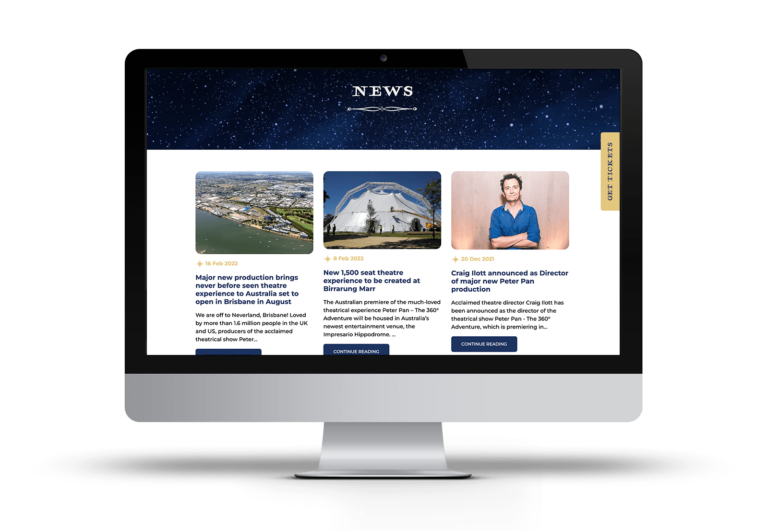 NEWS
GET TICKETS
16 Feb 2022
Major new production brings
never before seen theatre
experience to Australia set to
open in Brisbane in August
We are off to Neverland, Brisbane! Loved
by more than 1.6 million people in the UK
and US, producers of the acclaimed
theatrical show Peter...
8 Feb 2022
New 1,500 seat theatre
experience to be created at
Birrarung Marr
The Australian premiere of the much-loved
theatrical experience Peter Pan – The 360°
Adventure will be housed in Australia's
newest entertainment venue, the
Impresario Hippodrome. ...
CONTINUE READING
20 Dec 2021
Craig Ilott announced as Director
of major new Peter Pan
production
Acclaimed theatre director Craig Ilott has
been announced as the director of the
theatrical show Peter Pan - The 360°
Adventure, which is premiering in...
CONTINUE READING